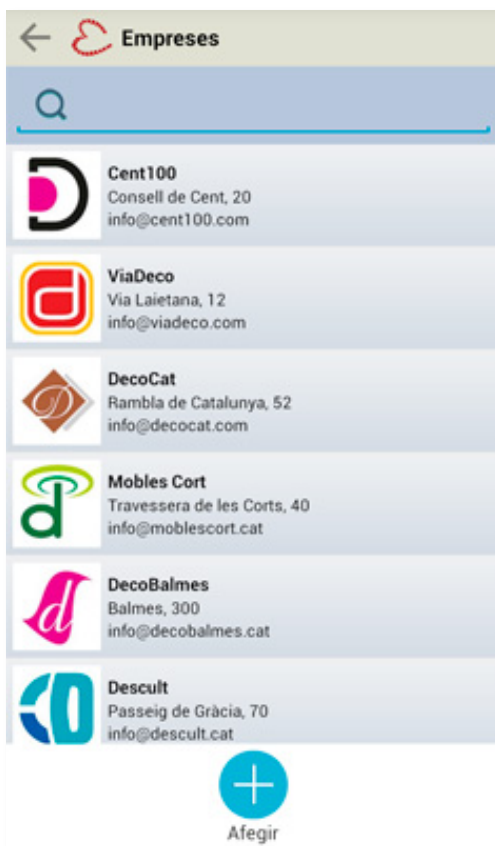 Empreses
Cent100
Consell de Cent, 20
info@cent100.com
ViaDeco
Via Laietana, 12
info@viadeco.com
DecoCat
Rambla de Catalunya, 52
info@decocat.com
Mobles Cort
Travessera de les Corts, 40
info@moblescort.cat
DecoBalmes
Balmes, 300
info@decobalmes.cat
Descult
Passeig de Gràcia, 70
info@descult.cat
Afegir